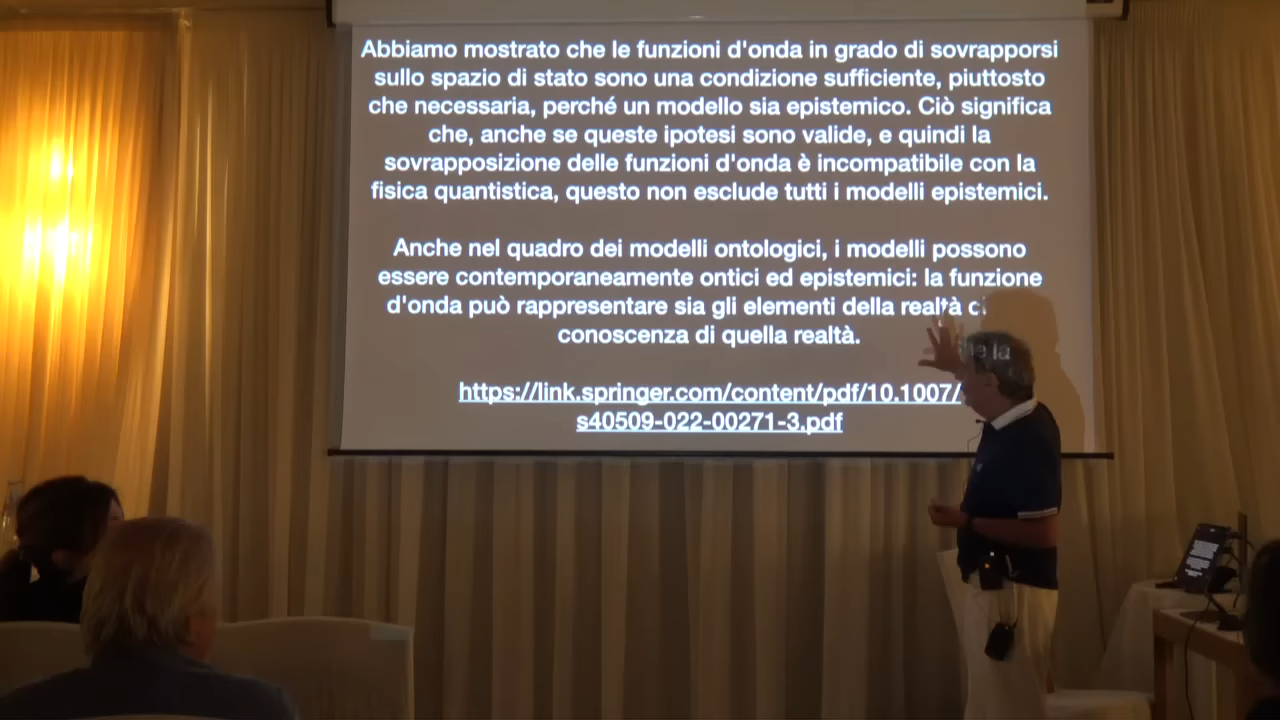 Abbiamo mostrato che le funzioni d'onda in grado di sovrapporsi
sullo spazio di stato sono una condizione sufficiente, piuttosto
che necessaria, perché un modello sia epistemico. Ciò significa
che, anche se queste ipotesi sono valide, e quindi la
sovrapposizione delle funzioni d'onda è incompatibile con la
fisica quantistica, questo non esclude tutti i modelli epistemici.
Anche nel quadro dei modelli ontologici, i modelli possono
essere contemporaneamente ontici ed epistemici: la funzione
d'onda può rappresentare sia gli elementi della realtà la
conoscenza di quella realtà.
https://link.springer.com/content/pdf/10.1007/
s40509-022-00271-3.pdf